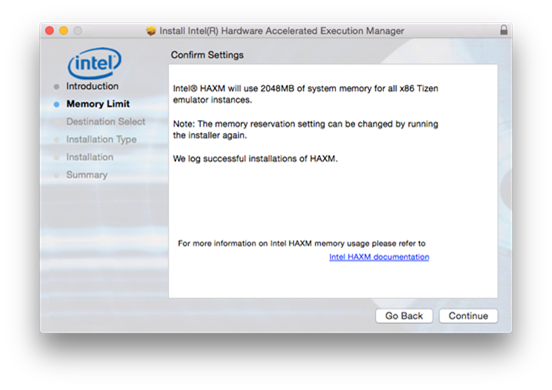 Install Intel(R) Hardware Accelerated Execution Manager
intel
Confirm Settings
Introduction
Memory Limit
Destination Select
Installation Type
Installation
Summary
Intel® HAXM will use 2048MB of system memory for all x86 Tizen
emulator instances.
Note: The memory reservation setting can be changed by running
the installer again.
We log successful installations of HAXM.
For more information on Intel HAXM memory usage please refer to
Intel HAXM documentation
Go Back
Continue